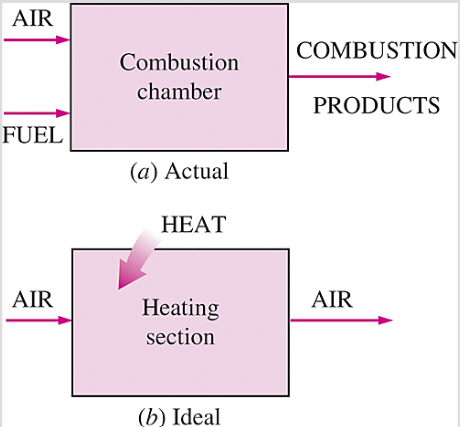 AIR
Combustion
chamber
COMBUSTION
PRODUCTS
FUEL
(a) Actual
HEAT
AIR
Heating
section
AIR
(b) Ideal